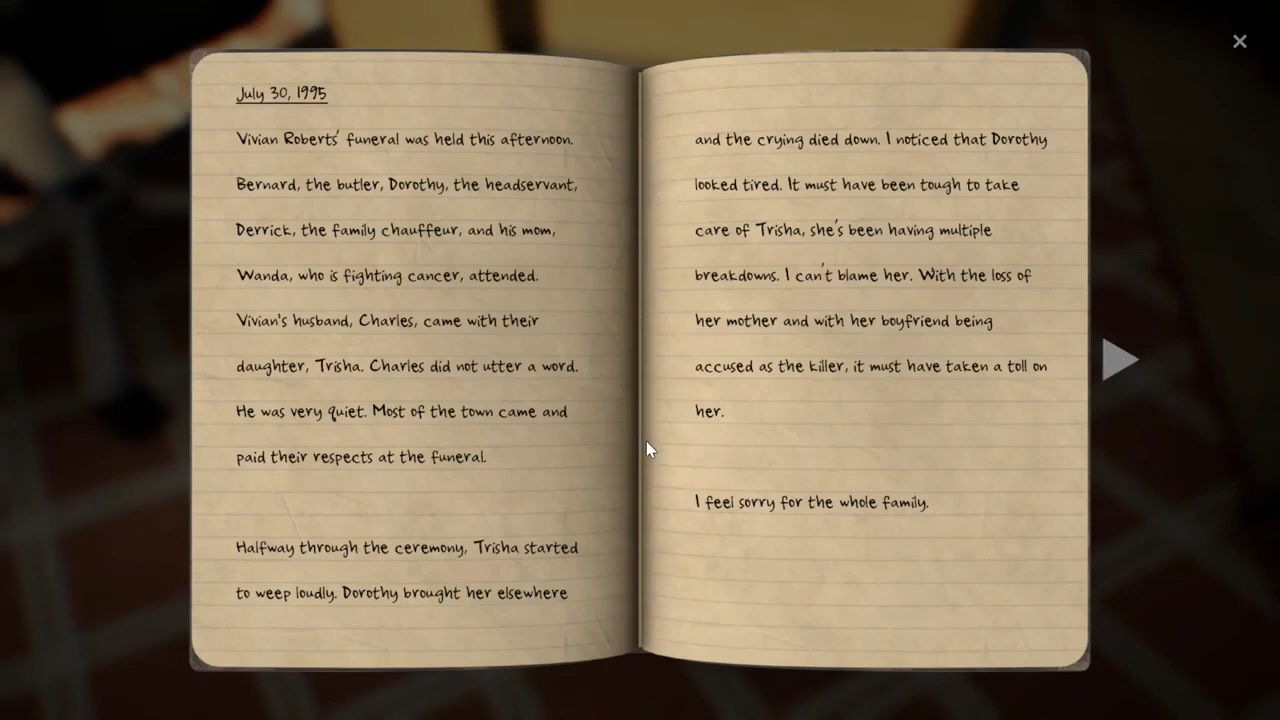 July 30, 1995
Vivian Roberts' funeral was held this afternoon.
Bernard, the butler, Dorothy, the headservant,
Derrick, the family chauffeur, and his mom,
Wanda, who is fighting cancer, attended.
Vivian's husband, Charles, came with their
daughter, Trisha. Charles did not utter a word.
He was very quiet. Most of the town came and
paid their respects at the funeral.
Halfway through the ceremony, Trisha started
to weep loudly. Dorothy brought her elsewhere
and the crying died down. I noticed that Dorothy
looked tired. It must have been tough to take
care of Trisha, she's been having multiple
breakdowns. I can't blame her. With the loss of
her mother and with her boyfriend being
accused as the killer, it must have taken a toll on
her.
I feel sorry for the whole family.